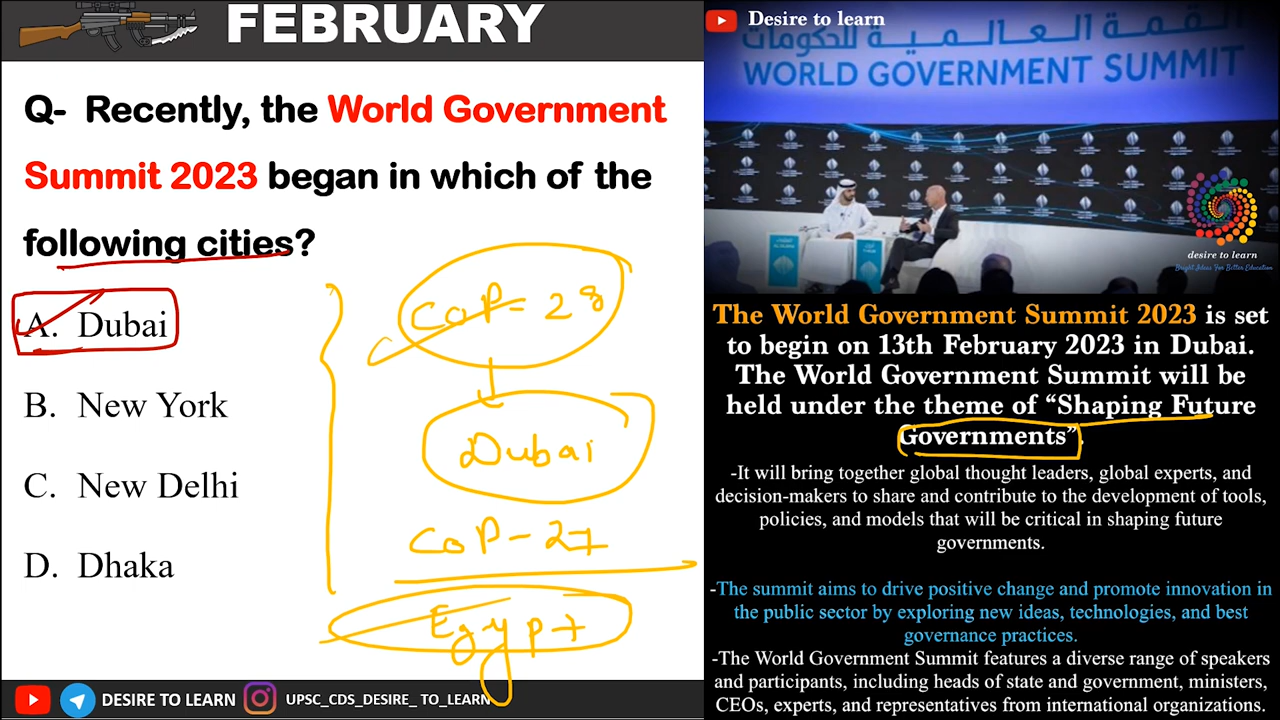 FEBRUARY
Q- Recently, the World Government
Summit 2023 began in which of the
following cities?
A. Dubai
B. New York
C. New Delhi
D. Dhaka
COP-28
Dubai
COP-27
Egypt
DESIRE TO LEARN
UPSC_CDS_DESIRE_ TO_LEARN
Desire to learn
القمة العالمية للحكومات
WORLD GOVERNMENT SUMMIT
desire to learn
Bright Ideas For Better Education
The World Government Summit 2023 is set
to begin on 13th February 2023 in Dubai.
The World Government Summit will be
held under the theme of “Shaping Future
Governments”.
-It will bring together global thought leaders, global experts, and
decision-makers to share and contribute to the development of tools,
policies, and models that will be critical in shaping future
governments.
-The summit aims to drive positive change and promote innovation in
the public sector by exploring new ideas, technologies, and best
governance practices.
-The World Government Summit features a diverse range of speakers
and participants, including heads of state and government, ministers,
CEOs, experts, and representatives from international organizations.